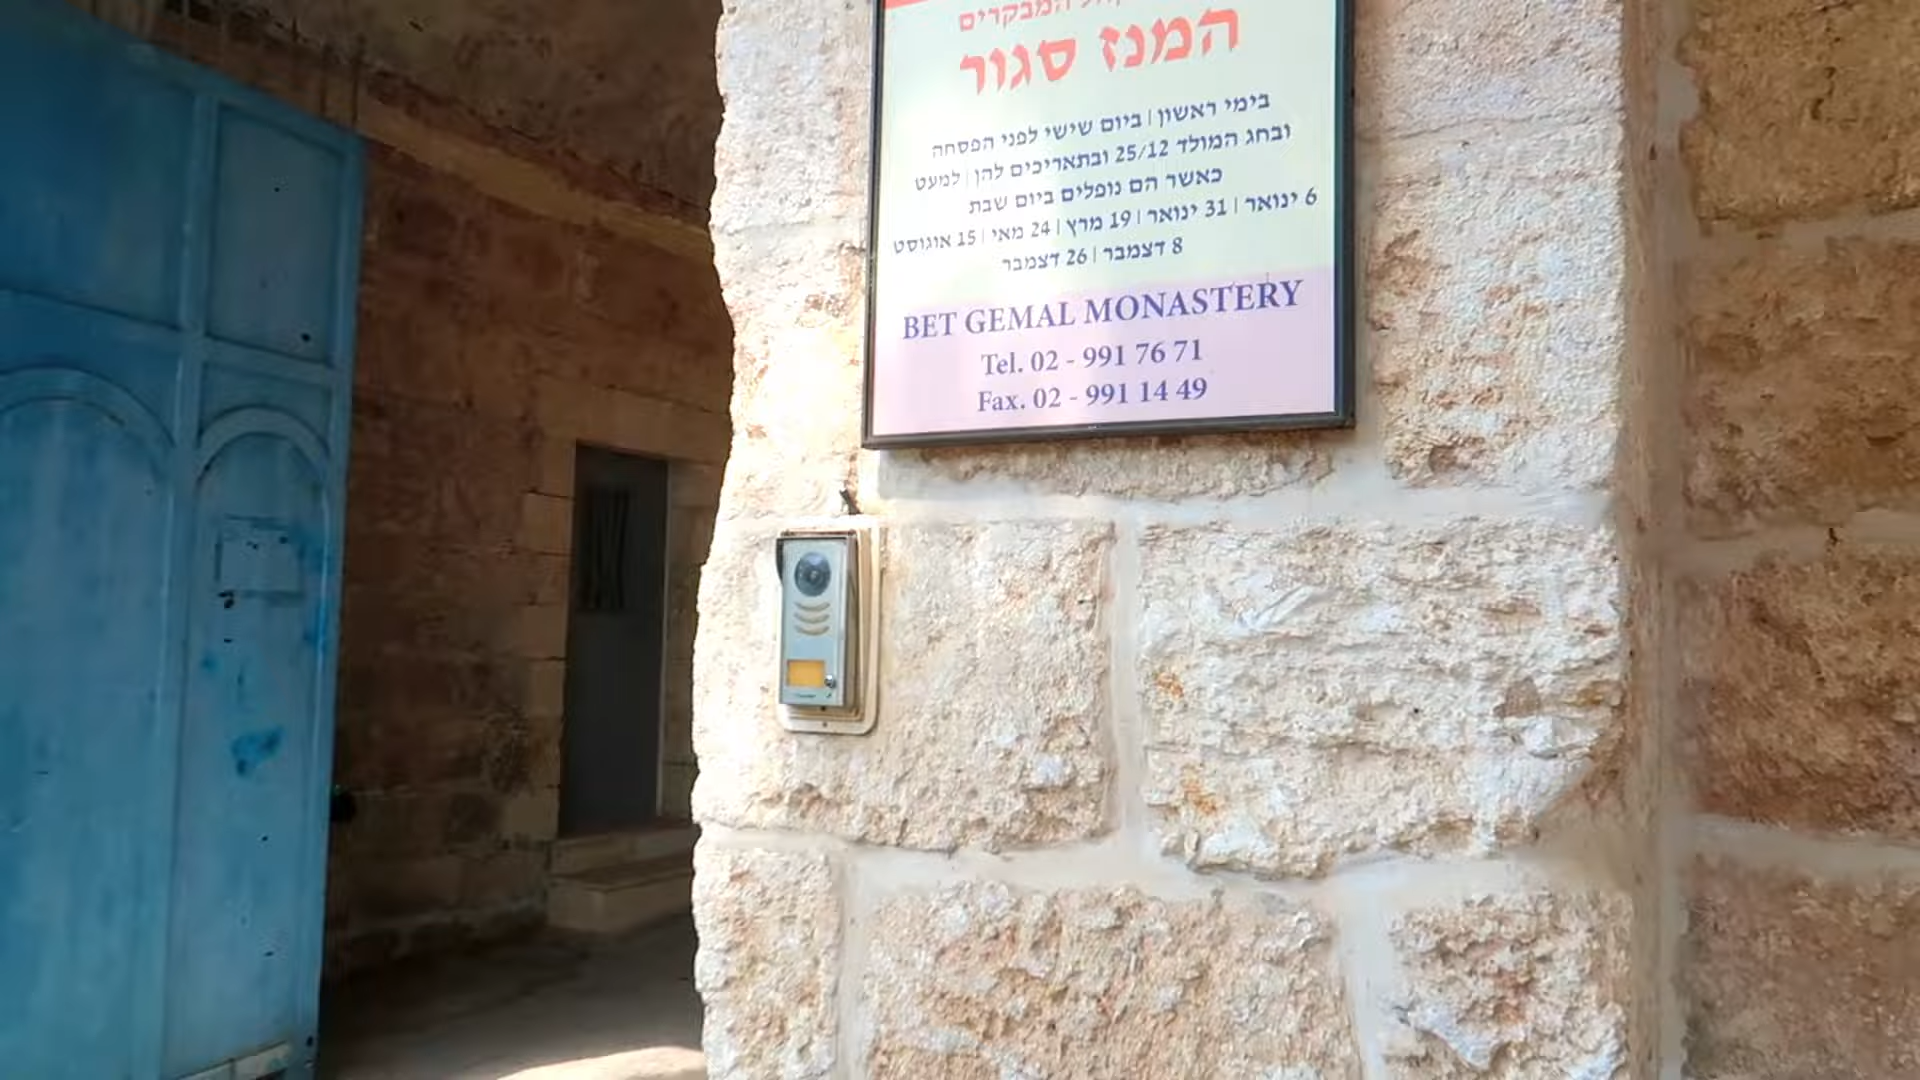 המבקרים
המנז סגור
בימי ראשון | ביום שישי לפני הפסחה
ובחג המולד 25/12 ובתאריכים להן | למעט
כאשר הם נופלים ביום שבת
6 ינואר | 31 ינואר | 19 מרץ | 24 מאי | 15 אוגוסט
8 דצמבר | 26 דצמבר
BET GEMAL MONASTERY
Tel. 02 - 991 76 71
Fax. 02 - 991 14 49